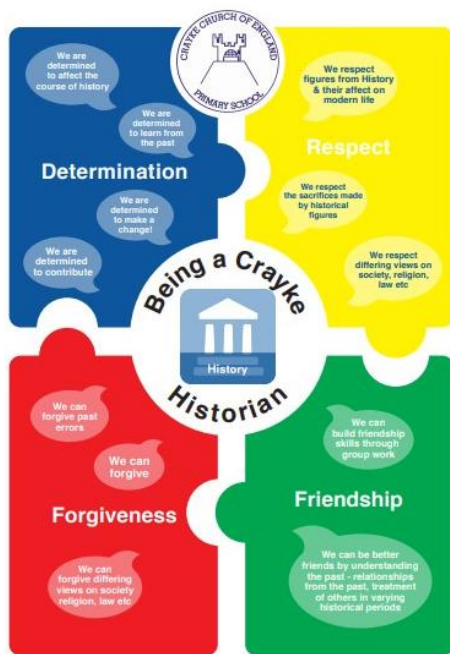 CRAYKE CHURCH OF ENGLAND
PRIMARY SCHOOL
We are
determined
to affect the
course of history
We are
determined
to learn from
the past
Determination
We are
determined
to make a
change!
We are
determined
to contribute
We respect
figures from History
& their affect on
modern life
Respect
We respect
the sacrifices made
by historical
figures
We respect
differing views on
society, religion,
law etc
Being a Crayke
History
Historian
We can
forgive past
errors
We can
forgive
Forgiveness
We can
forgive differing
views on society
religion, law etc
We can
build friendship
skills through
group work
Friendship
We can be better
friends by understanding
the past - relationships
from the past, treatment
of others in varying
historical periods